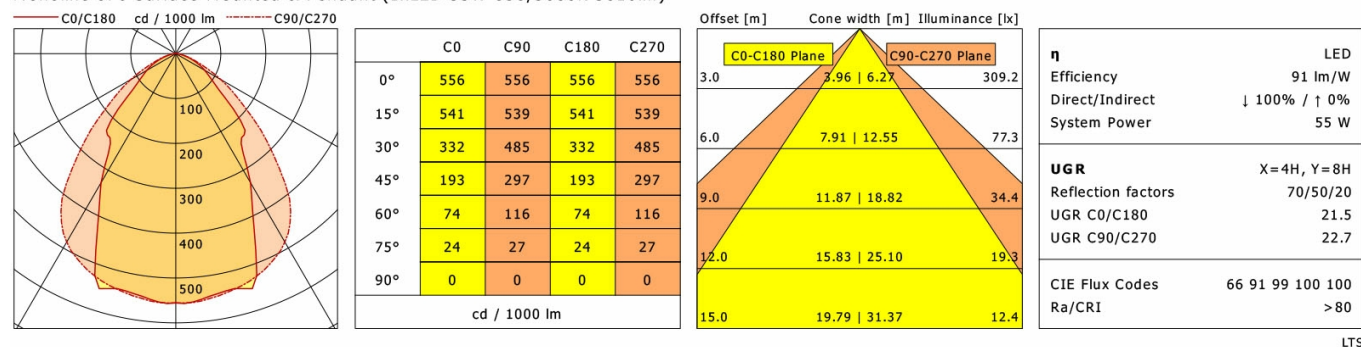 Surface Mounted & Pendant
C0/C180 cd / 1000 lm C90/C270
100
200
300
400
500
C0 C90 C180 C270
0° 556 556 556 556
15° 541 539 541 539
30° 332 485 332 485
45° 193 297 193 297
60° 74 116 74 116
75° 24 27 24 27
90° 0 0 0 0
cd / 1000 lm
Offset [m] Cone width [m] Illuminance [lx]
C0-C180 Plane C90-C270 Plane
3.0 3.96 | 6.27 309.2
6.0 7.91 | 12.55 77.3
9.0 11.87 | 18.82 34.4
12.0 15.83 | 25.10 19.3
15.0 19.79 | 31.37 12.4
η LED
Efficiency 91 lm/W
Direct/Indirect ↓ 100% / ↑ 0%
System Power 55 W
UGR X=4H, Y=8H
Reflection factors 70/50/20
UGR C0/C180 21.5
UGR C90/C270 22.7
CIE Flux Codes 66 91 99 100 100
Ra/CRI >80
LTS